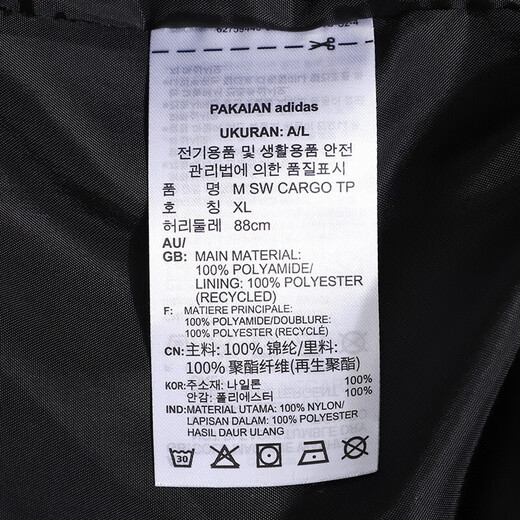 PAKAIAN adidas
UKURAN: A/L
전기용품 및 생활용품 안전
관리법에 의한 품질표시
품 명 M SW CARGO TP
호 칭 XL
허리둘레 88cm
AU/
GB: MAIN MATERIAL:
100% POLYAMIDE/
LINING: 100% POLYESTER
(RECYCLED)
F: MATIERE PRINCIPALE:
100% POLYAMIDE/DOUBLURE:
100% POLYESTER (RECYCLÉ)
CN: 主料: 100% 锦纶/里料:
100% 聚酯纤维(再生聚酯)
KOR: 주소재: 나일론 100%
안감: 폴리에스터 100%
IND: MATERIAL UTAMA: 100% NYLON/
LAPISAN DALAM: 100% POLYESTER
HASIL DAUR ULANG
30